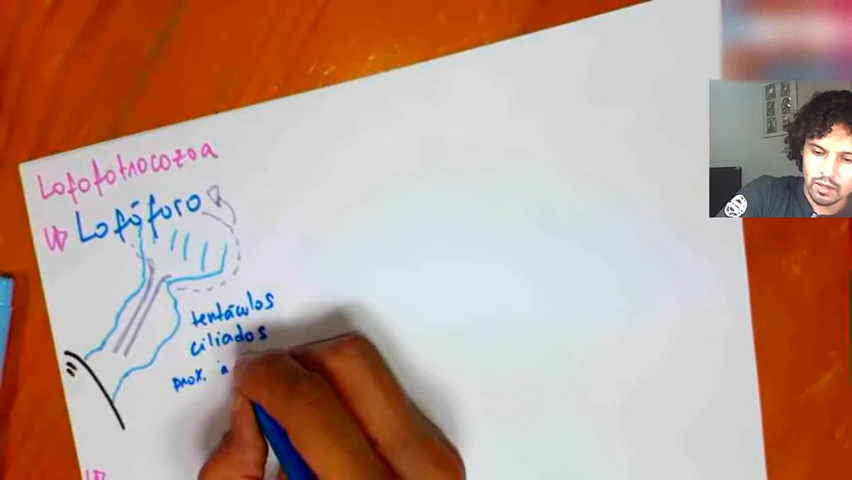 Lofotrocozoa
Lofóforo
tentáculos
ciliados
prox. à